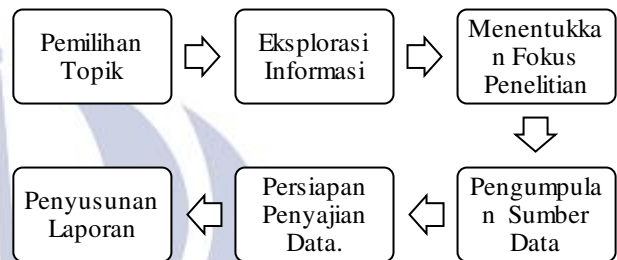 Pemilihan
Topik
Eksplorasi
Informasi
Menentukka
n Fokus
Penelitian
Pengumpula
n Sumber
Data
Persiapan
Penyajian
Data.
Penyusunan
Laporan